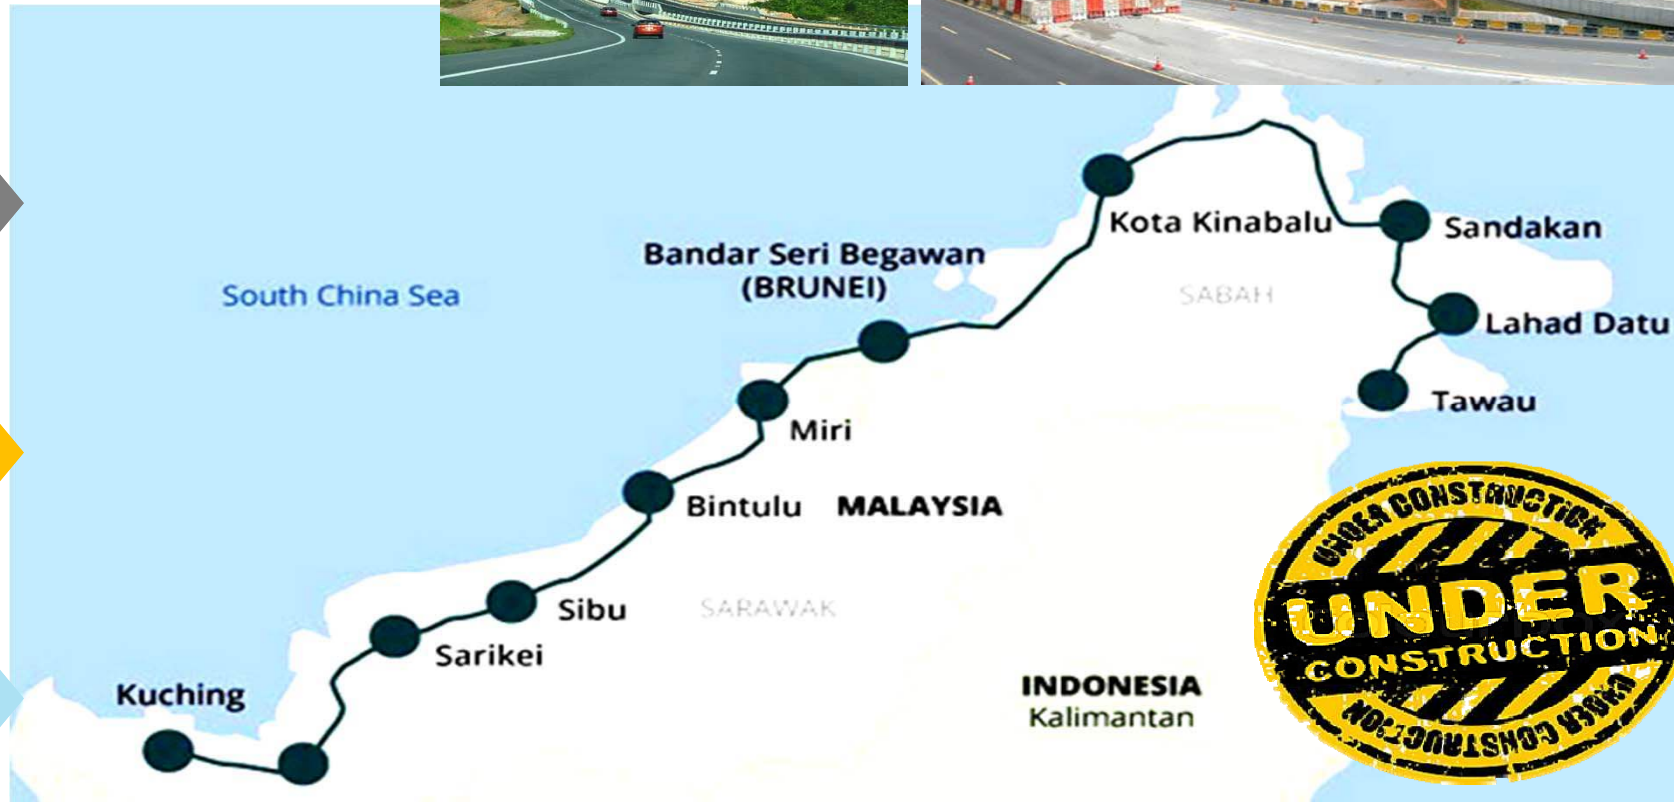 Kota Kinabalu
Sandakan
Bandar Seri Begawan
(BRUNEI)
South China Sea
SABAH
Lahad Datu
Tawau
Miri
Bintulu
MALAYSIA
Sibu
SARAWAK
Sarikei
Kuching
INDONESIA
Kalimantan
UNDER CONSTRUCTION
UNDER
CONSTRUCTION
UNDER CONSTRUCTION